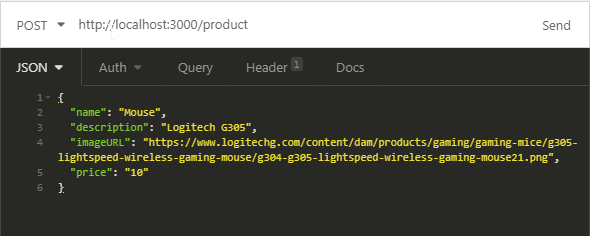 POST http://localhost:3000/product Send
JSON Auth Query Header 1 Docs
1 {
2 "name": "Mouse",
3 "description": "Logitech G305",
4 "imageURL": "https://www.logitechg.com/content/dam/products/gaming/gaming-mice/g305-
lightspeed-wireless-gaming-mouse/g304-g305-lightspeed-wireless-gaming-mouse21.png",
5 "price": "10"
6 }